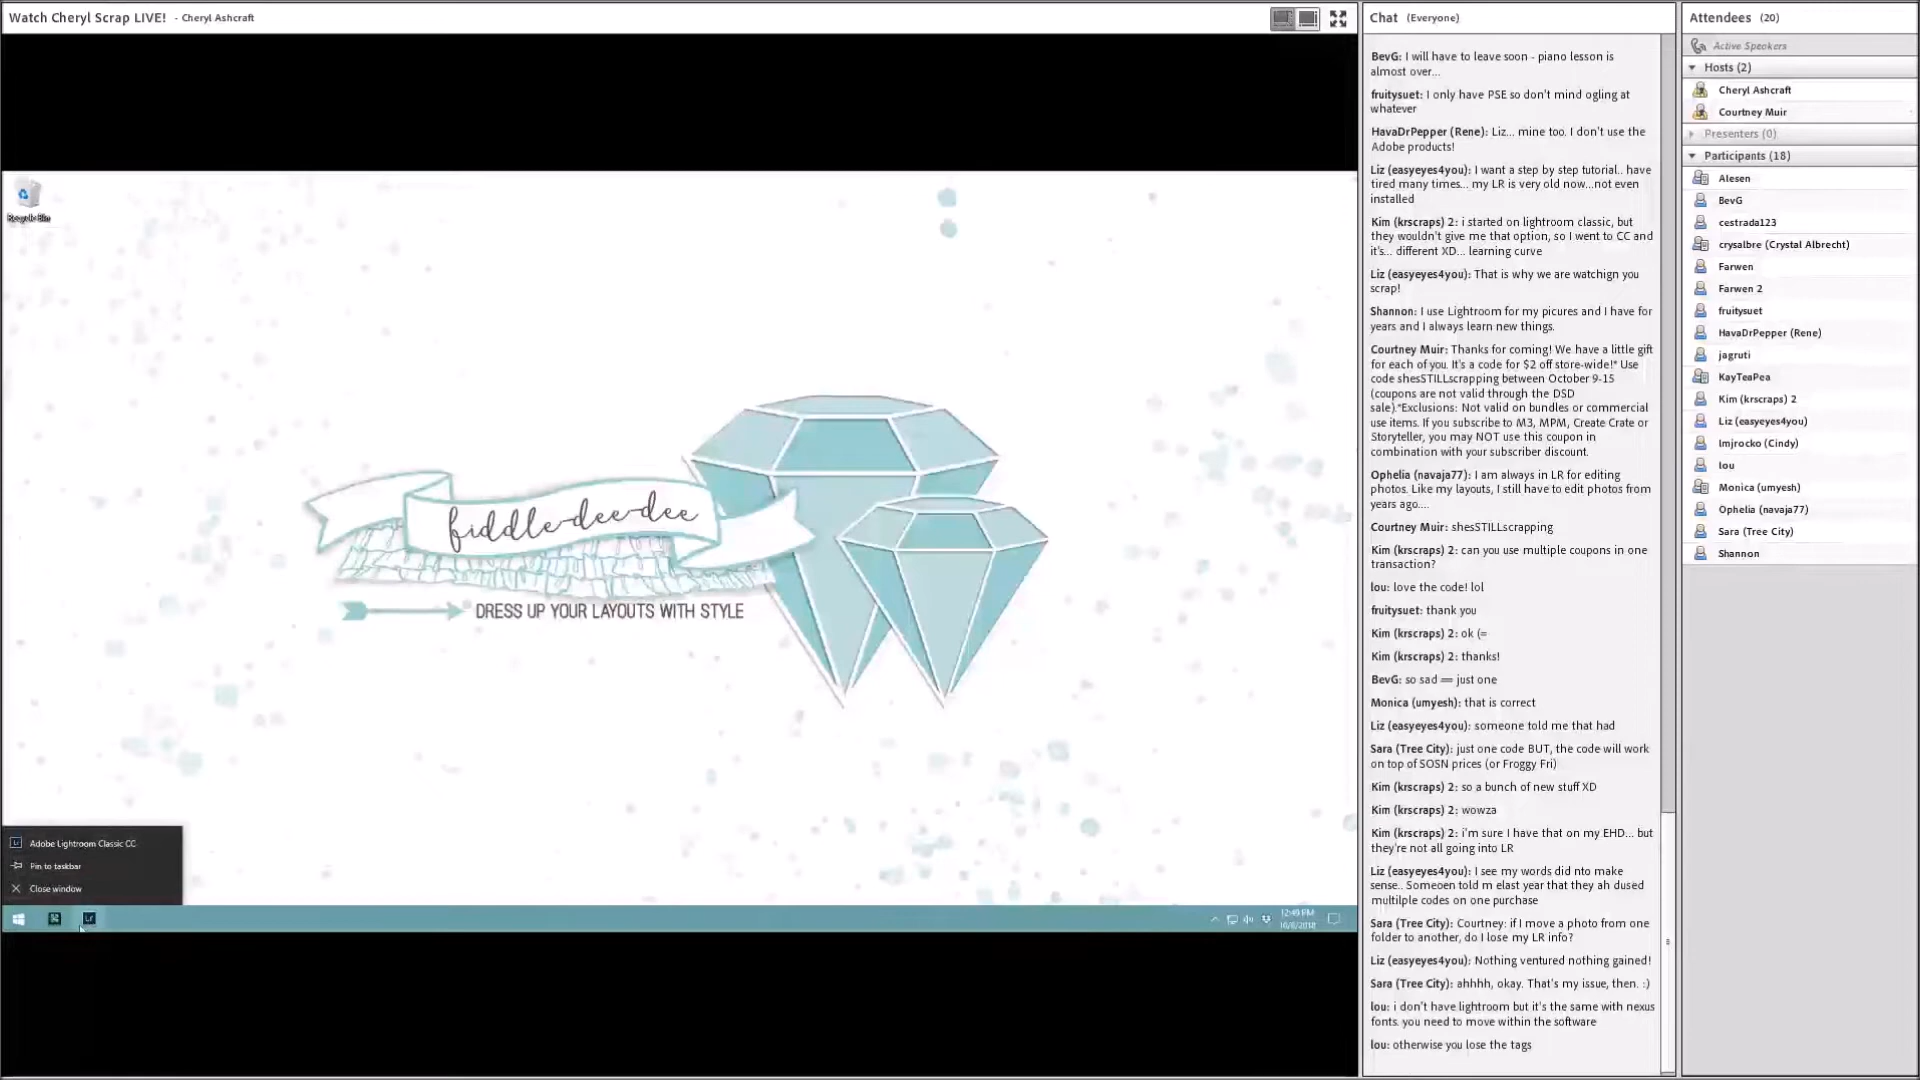 Watch Cheryl Scrap LIVE! - Cheryl Ashcraft
Recycle Bin
fiddle-dee-dee
DRESS UP YOUR LAYOUTS WITH STYLE
Adobe Lightroom Classic CC
Pin to taskbar
Close window
12:49 PM
10/8/2018
Chat (Everyone)
BevG: I will have to leave soon - piano lesson is
almost over...
fruitysuet: I only have PSE so don't mind ogling at
whatever
HavaDrPepper (Rene): Liz... mine too. I don't use the
Adobe products!
Liz (easyeyes4you): I want a step by step tutorial.. have
tired many times... my LR is very old now...not even
installed
Kim (krscraps) 2: i started on lightroom classic, but
they wouldn't give me that option, so I went to CC and
it's... different XD... learning curve
Liz (easyeyes4you): That is why we are watchign you
scrap!
Shannon: I use Lightroom for my picures and I have for
years and I always learn new things.
Courtney Muir: Thanks for coming! We have a little gift
for each of you. It's a code for $2 off store-wide!* Use
code shesSTILLscrapping between October 9-15
(coupons are not valid through the DSD
sale).*Exclusions: Not valid on bundles or commercial
use items. If you subscribe to M3, MPM, Create Crate or
Storyteller, you may NOT use this coupon in
combination with your subscriber discount.
Ophelia (navaja77): I am always in LR for editing
photos. Like my layouts, I still have to edit photos from
years ago....
Courtney Muir: shesSTILLscrapping
Kim (krscraps) 2: can you use multiple coupons in one
transaction?
lou: love the code! lol
fruitysuet: thank you
Kim (krscraps) 2: ok (=
Kim (krscraps) 2: thanks!
BevG: so sad == just one
Monica (umyesh): that is correct
Liz (easyeyes4you): someone told me that had
Sara (Tree City): just one code BUT, the code will work
on top of SOSN prices (or Froggy Fri)
Kim (krscraps) 2: so a bunch of new stuff XD
Kim (krscraps) 2: wowza
Kim (krscraps) 2: i'm sure I have that on my EHD... but
they're not all going into LR
Liz (easyeyes4you): I see my words did nto make
sense.. Someoen told m elast year that they ah dused
multilple codes on one purchase
Sara (Tree City): Courtney: if I move a photo from one
folder to another, do I lose my LR info?
Liz (easyeyes4you): Nothing ventured nothing gained!
Sara (Tree City): ahhhh, okay. That's my issue, then. :)
lou: i don't have lightroom but it's the same with nexus
fonts. you need to move within the software
lou: otherwise you lose the tags
Attendees (20)
Active Speakers
Hosts (2)
Cheryl Ashcraft
Courtney Muir
Presenters (0)
Participants (18)
Alesen
BevG
cestrada123
crysalbre (Crystal Albrecht)
Farwen
Farwen 2
fruitysuet
HavaDrPepper (Rene)
jagruti
KayTeaPea
Kim (krscraps) 2
Liz (easyeyes4you)
lmjrocko (Cindy)
lou
Monica (umyesh)
Ophelia (navaja77)
Sara (Tree City)
Shannon